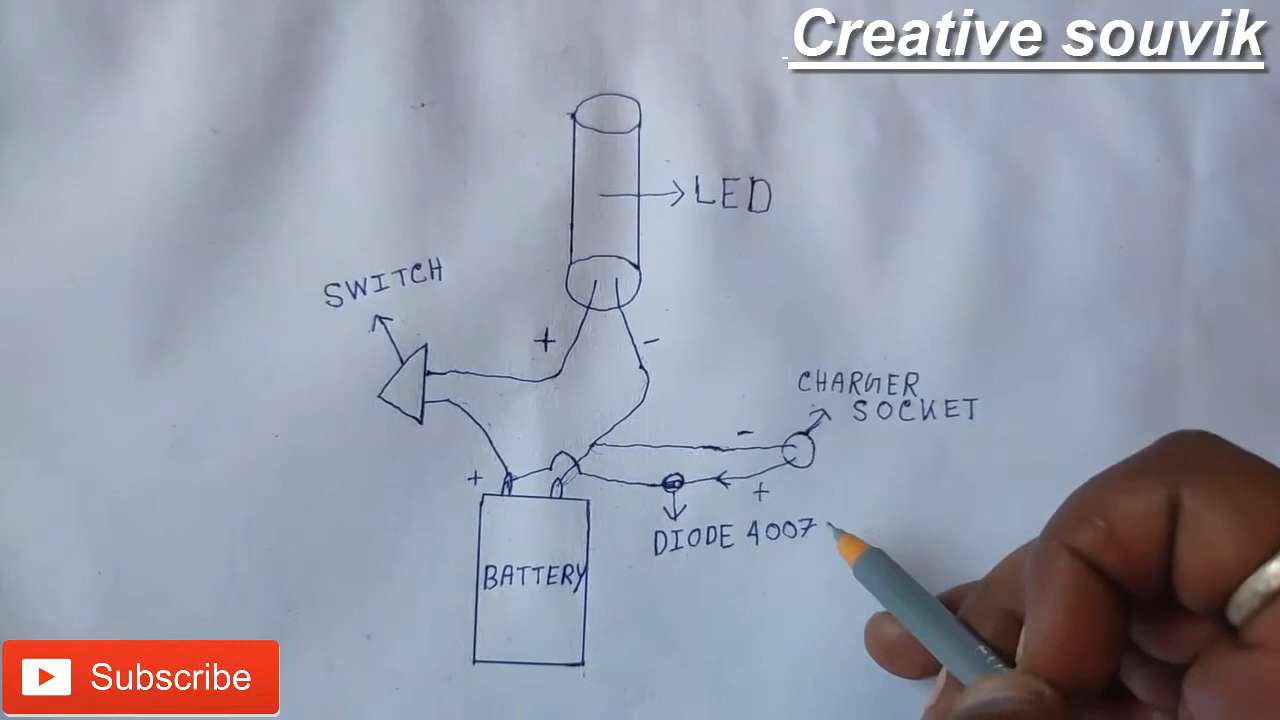 Creative souvik
LED
SWITCH
+
-
CHARGER
SOCKET
-
+
+
DIODE 4007
BATTERY
Subscribe